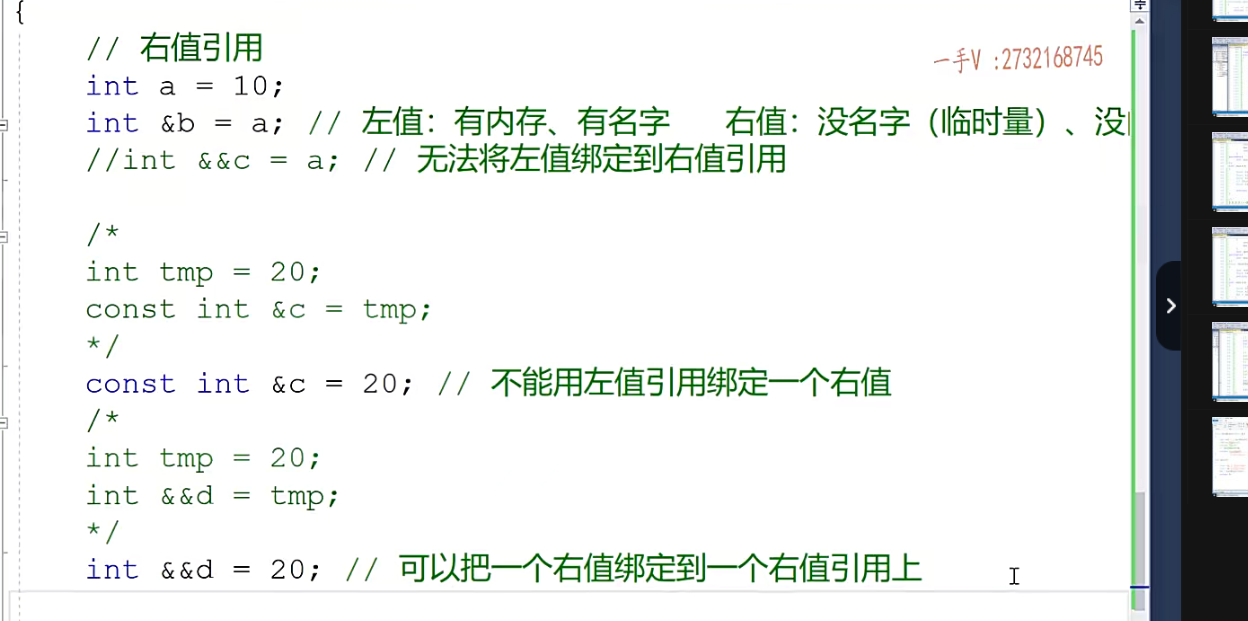 {
// 右值引用
一手V :2732168745
int a = 10;
int &b = a; // 左值：有内存、有名字   右值：没名字（临时量）、没
//int &&c = a; // 无法将左值绑定到右值引用
/*
int tmp = 20;
const int &c = tmp;
*/
const int &c = 20; // 不能用左值引用绑定一个右值
/*
int tmp = 20;
int &&d = tmp;
*/
int &&d = 20; // 可以把一个右值绑定到一个右值引用上